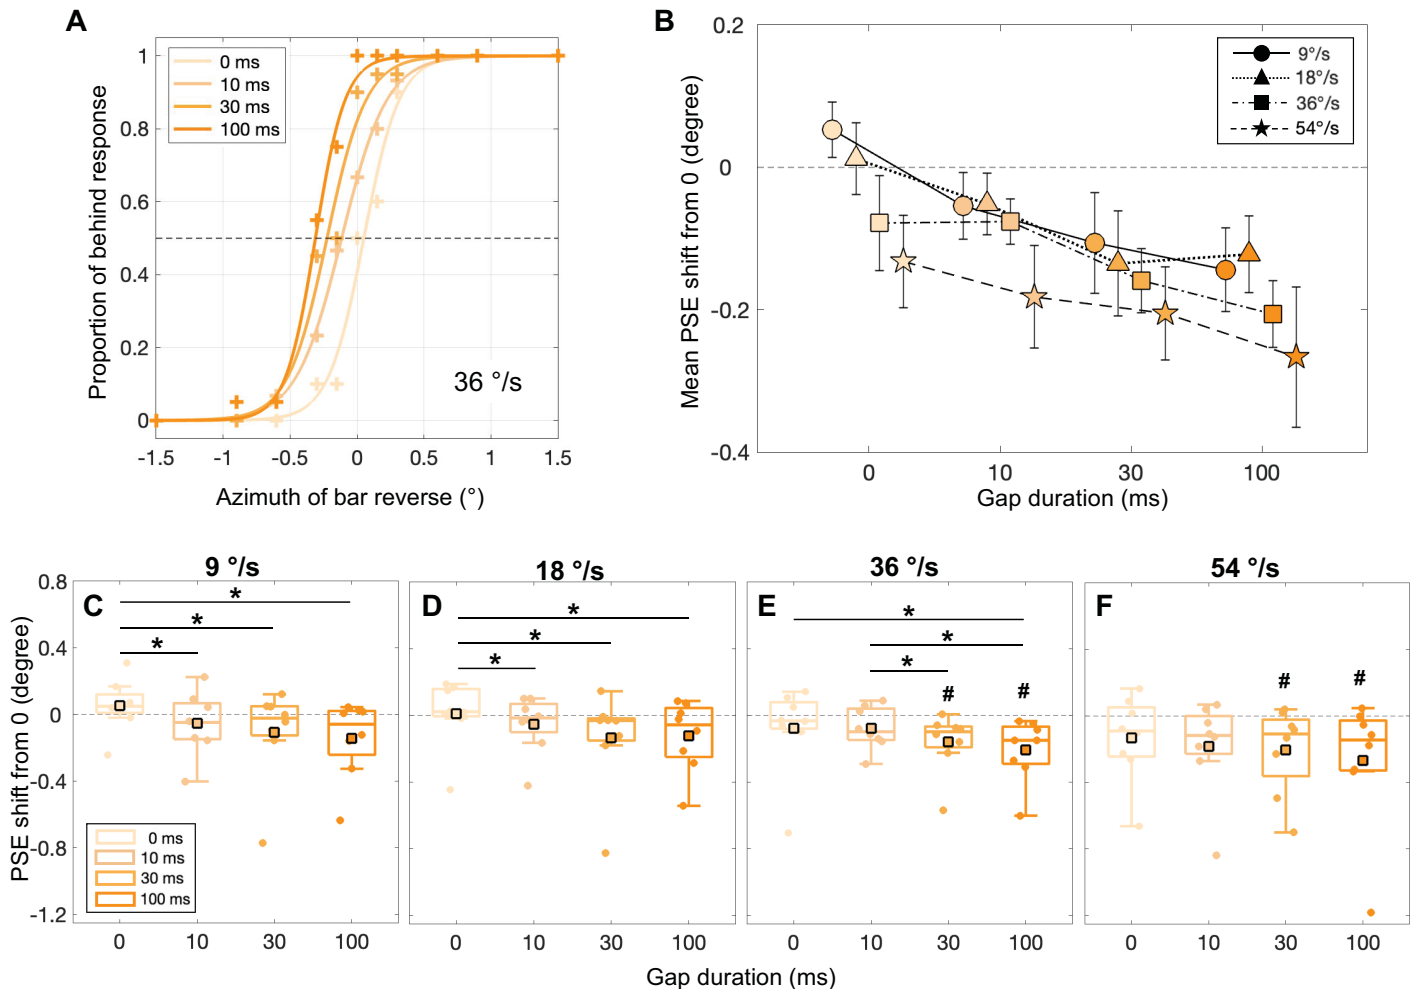 A
Proportion of behind response
1
0.8
0.6
0.4
0.2
0
0 ms
10 ms
30 ms
100 ms
36 °/s
-1.5
-1
-0.5
0
0.5
1
1.5
Azimuth of bar reverse (°)
B
Mean PSE shift from 0 (degree)
0.2
0
-0.2
-0.4
9°/s
18°/s
36°/s
54°/s
0
10
30
100
Gap duration (ms)
9 °/s
18 °/s
36 °/s
54 °/s
PSE shift from 0 (degree)
0.8
0.4
0
-0.4
-0.8
-1.2
C
*
*
*
0 ms
10 ms
30 ms
100 ms
0
10
30
100
D
*
*
*
0
10
30
100
E
*
*
*
#
#
0
10
30
100
F
#
#
0
10
30
100
Gap duration (ms)